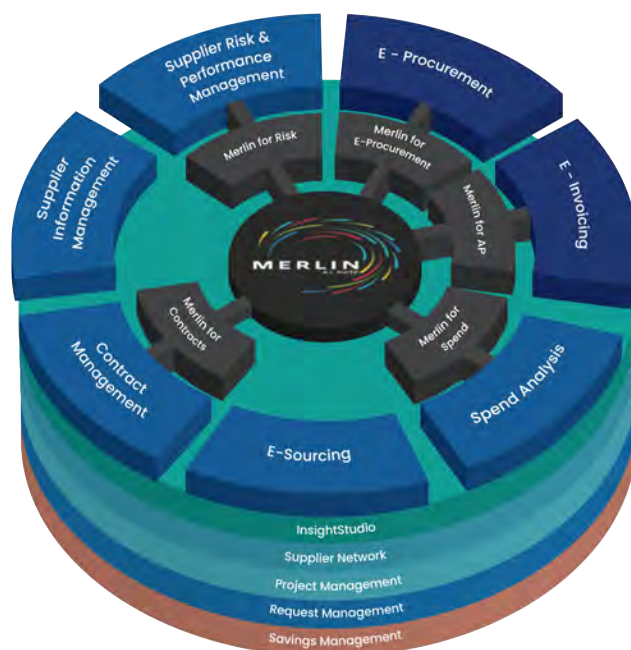 Supplier Risk &
Performance
Management
E - Procurement
Merlin for Risk
Merlin for
E-Procurement
Supplier
Information
Management
E - Invoicing
Merlin for AP
MERLIN
Merlin for
Contracts
Merlin for
Spend
Contract
Management
Spend Analysis
E-Sourcing
InsightStudio
Supplier Network
Project Management
Request Management
Savings Management